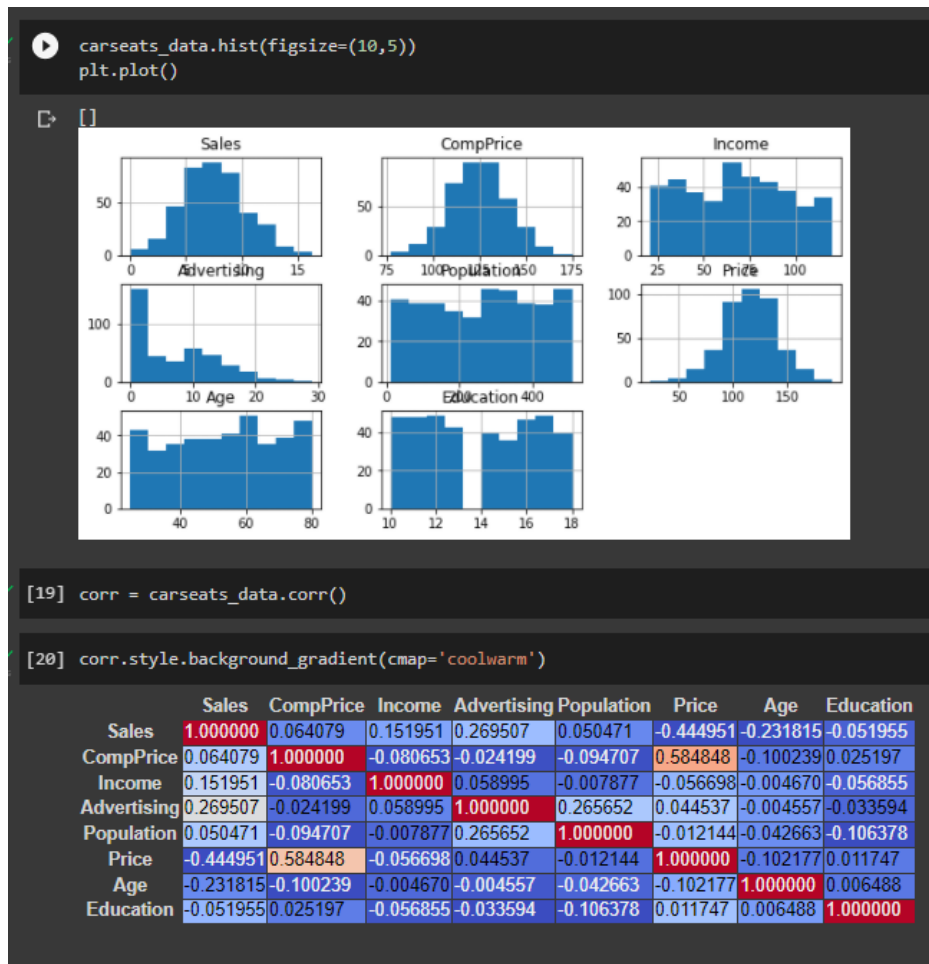 carseats_data.hist(figsize=(10,5))
plt.plot()
[]
Sales CompPrice Income
50 50 40
20
0 0 0
0 5 10 15 75 100 125 150 175 25 50 75 100
Advertising Population Price
100 40 100
20 50
0 0 0
0 10 20 30 0 200 400 50 100 150
Age Education
40 40
20 20
0 0
40 60 80 10 12 14 16 18
[19] corr = carseats_data.corr()
[20] corr.style.background_gradient(cmap='coolwarm')
Sales CompPrice Income Advertising Population Price Age Education
Sales 1.000000 0.064079 0.151951 0.269507 0.050471 -0.444951 -0.231815 -0.051955
CompPrice 0.064079 1.000000 -0.080653 -0.024199 -0.094707 0.584848 -0.100239 0.025197
Income 0.151951 -0.080653 1.000000 0.058995 -0.007877 -0.056698 -0.004670 -0.056855
Advertising 0.269507 -0.024199 0.058995 1.000000 0.265652 0.044537 -0.004557 -0.033594
Population 0.050471 -0.094707 -0.007877 0.265652 1.000000 -0.012144 -0.042663 -0.106378
Price -0.444951 0.584848 -0.056698 0.044537 -0.012144 1.000000 -0.102177 0.011747
Age -0.231815 -0.100239 -0.004670 -0.004557 -0.042663 -0.102177 1.000000 0.006488
Education -0.051955 0.025197 -0.056855 -0.033594 -0.106378 0.011747 0.006488 1.000000